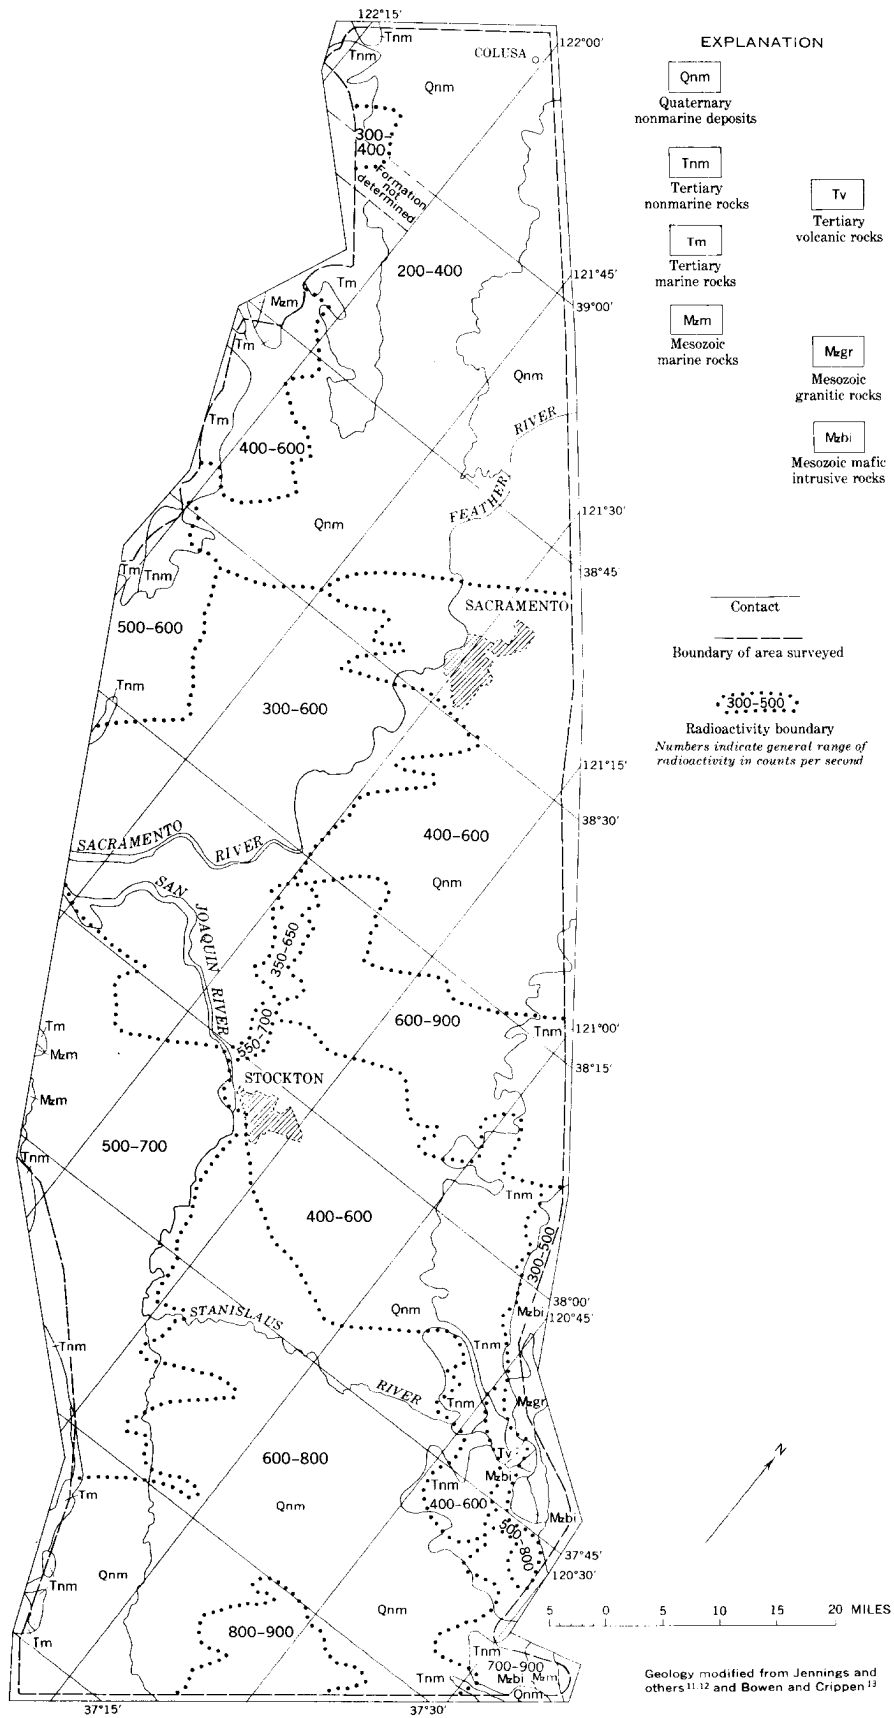 122°15'
Tnm
Tnm
COLUSA
122°00'
Qnm
300-
400
Formation
not
determined
200-400
121°45'
39°00'
Tm
Mzm
Tm
Qnm
Tm
RIVER
400-600
FEATHER
Qnm
121°30'
38°45'
Tm
Tnm
SACRAMENTO
500-600
Tnm
300-600
121°15'
38°30'
400-600
SACRAMENTO
RIVER
Qnm
SAN
JOAQUIN RIVER
350-650
550-700
600-900
Tnm
121°00'
38°15'
Tm
Mzm
Mzm
STOCKTON
500-700
Tnm
Tnm
400-600
300-500
38°00'
120°45'
Mzbi
Qnm
STANISLAUS
RIVER
Tnm
Tnm
Tnm
Mzgr
600-800
Tv
Mzbi
Tnm
400-600
Mzbi
Tm
Qnm
500-800
37°45'
120°30'
Qnm
Tnm
Qnm
800-900
Tm
Tnm
700-900
Tnm
Mzbi
Mzm
Qnm
37°15'
37°30'
EXPLANATION
Qnm
Quaternary
nonmarine deposits
Tnm
Tertiary
nonmarine rocks
Tv
Tertiary
volcanic rocks
Tm
Tertiary
marine rocks
Mzm
Mesozoic
marine rocks
Mzgr
Mesozoic
granitic rocks
Mzbi
Mesozoic mafic
intrusive rocks
Contact
Boundary of area surveyed
300-500
Radioactivity boundary
Numbers indicate general range of
radioactivity in counts per second
N
5 0 5 10 15 20 MILES
Geology modified from Jennings and
others 11,12 and Bowen and Crippen 13